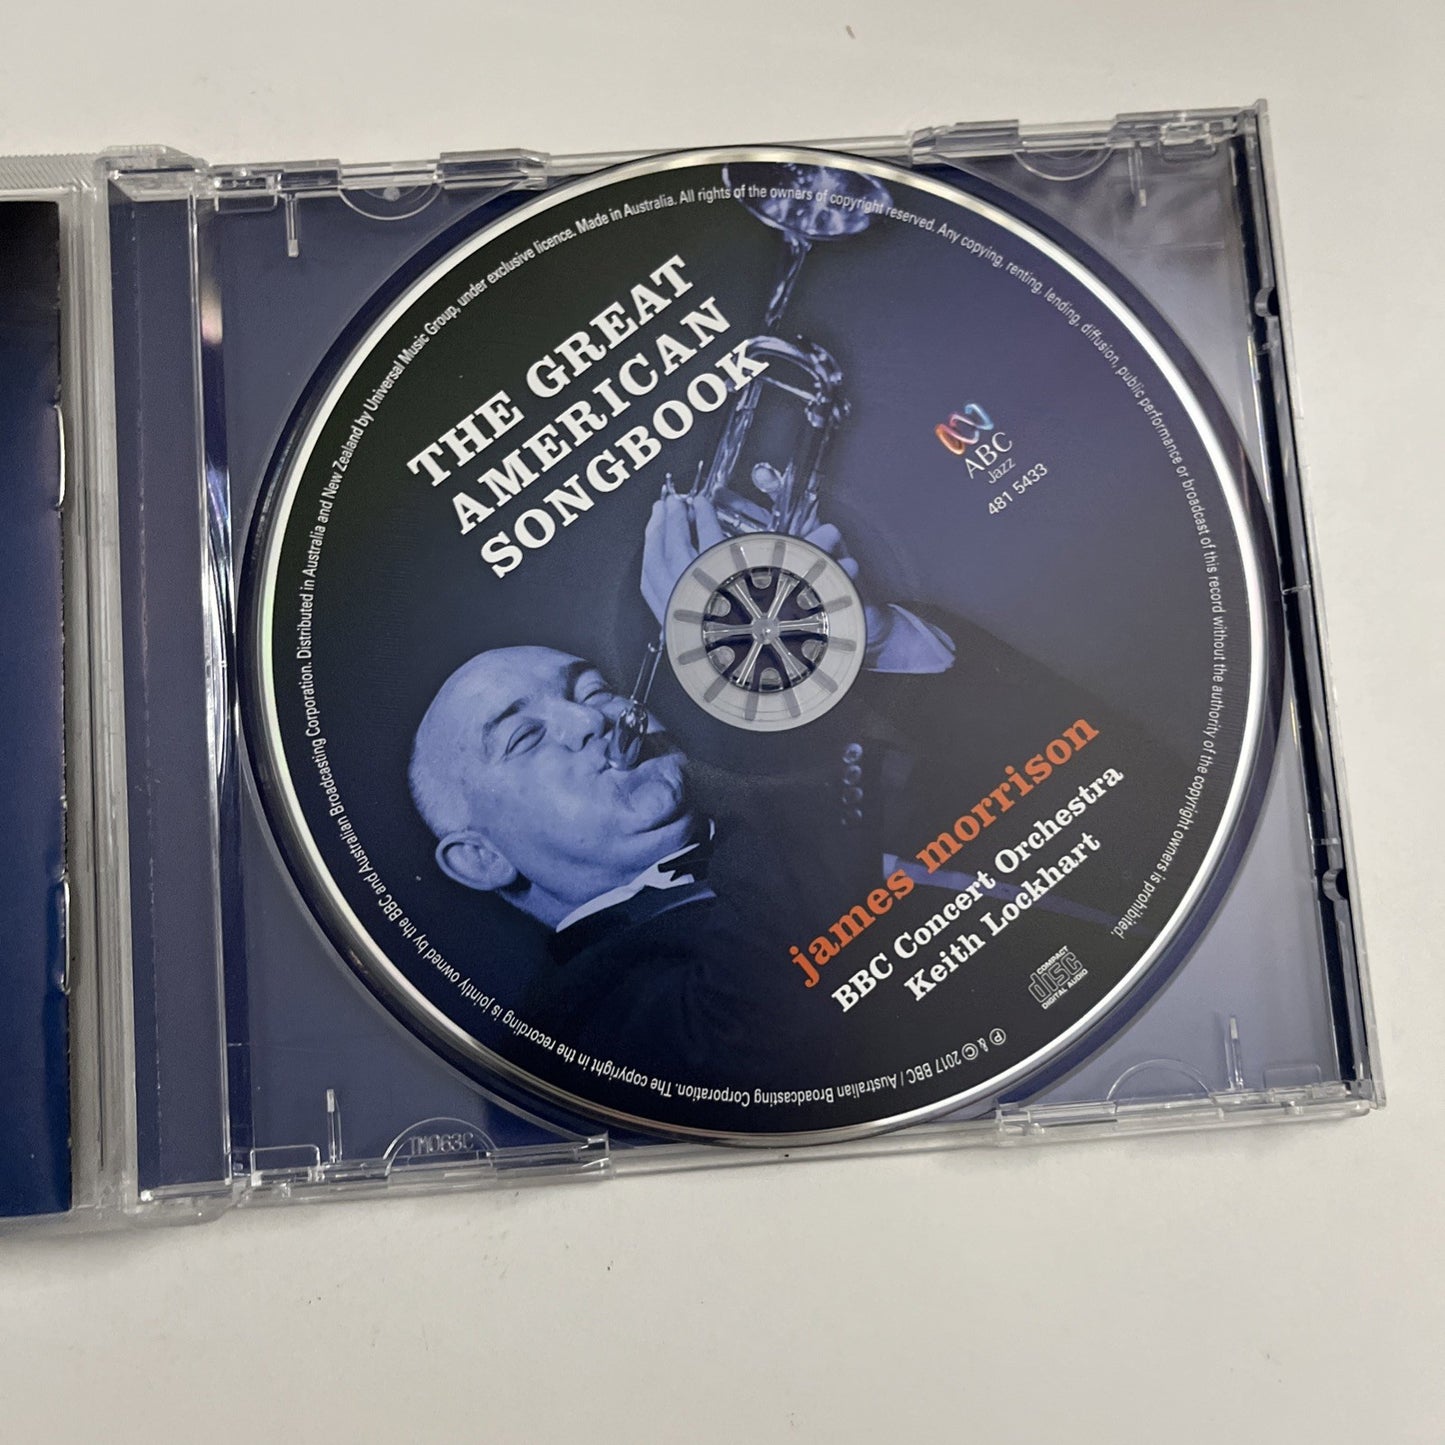 THE GREAT
AMERICAN
SONGBOOK
ABC
Jazz
481 5433
james morrison
BBC Concert Orchestra
Keith Lockhart
COMPACT
disc
DIGITAL AUDIO
℗ & © 2017 BBC / Australian Broadcasting Corporation. The copyright in the recording is jointly owned by the BBC and Australian Broadcasting Corporation. Distributed in Australia and New Zealand by Universal Music Group, under exclusive licence. Made in Australia. All rights of the owners of copyright reserved. Any copying, renting, lending, diffusion, public performance or broadcast of this record without the authority of the copyright owners is prohibited.
TM063C